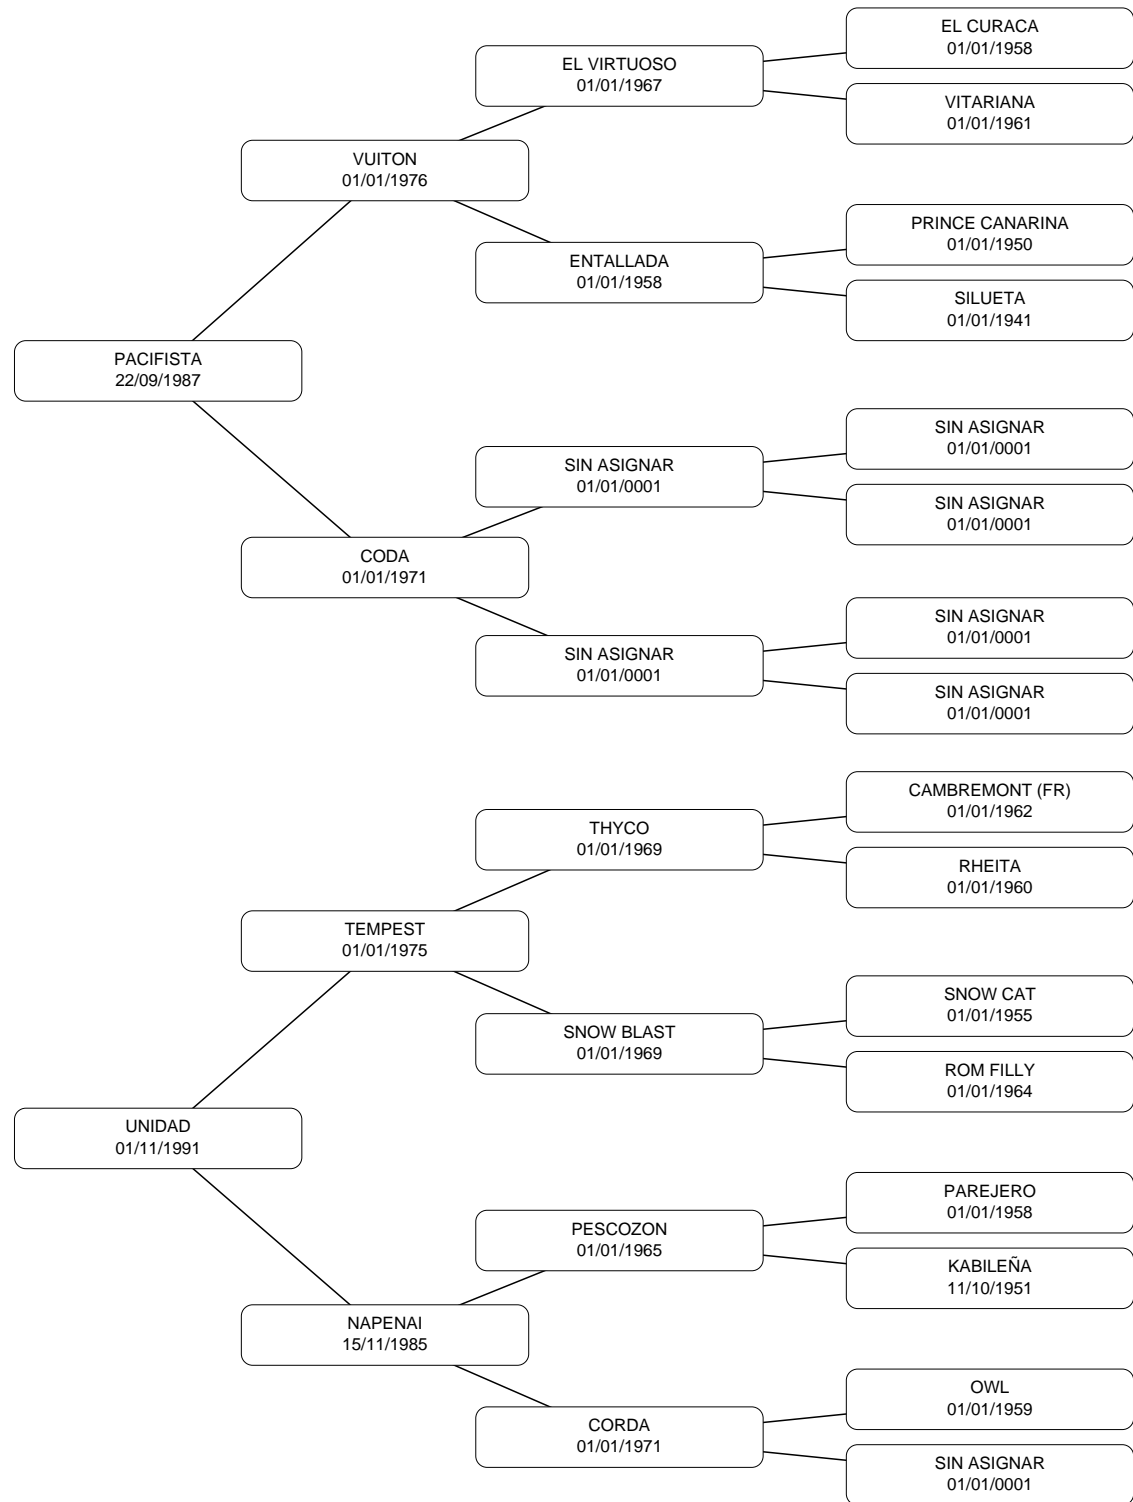 EL CURACA
01/01/1958
EL VIRTUOSO
01/01/1967
VITARIANA
01/01/1961
VUITON
01/01/1976
PRINCE CANARINA
01/01/1950
ENTALLADA
01/01/1958
SILUETA
01/01/1941
PACIFISTA
22/09/1987
SIN ASIGNAR
01/01/0001
SIN ASIGNAR
01/01/0001
SIN ASIGNAR
01/01/0001
CODA
01/01/1971
SIN ASIGNAR
01/01/0001
SIN ASIGNAR
01/01/0001
SIN ASIGNAR
01/01/0001
CAMBREMONT (FR)
01/01/1962
THYCO
01/01/1969
RHEITA
01/01/1960
TEMPEST
01/01/1975
SNOW CAT
01/01/1955
SNOW BLAST
01/01/1969
ROM FILLY
01/01/1964
UNIDAD
01/11/1991
PAREJERO
01/01/1958
PESCOZON
01/01/1965
KABILEÑA
11/10/1951
NAPENAI
15/11/1985
OWL
01/01/1959
CORDA
01/01/1971
SIN ASIGNAR
01/01/0001